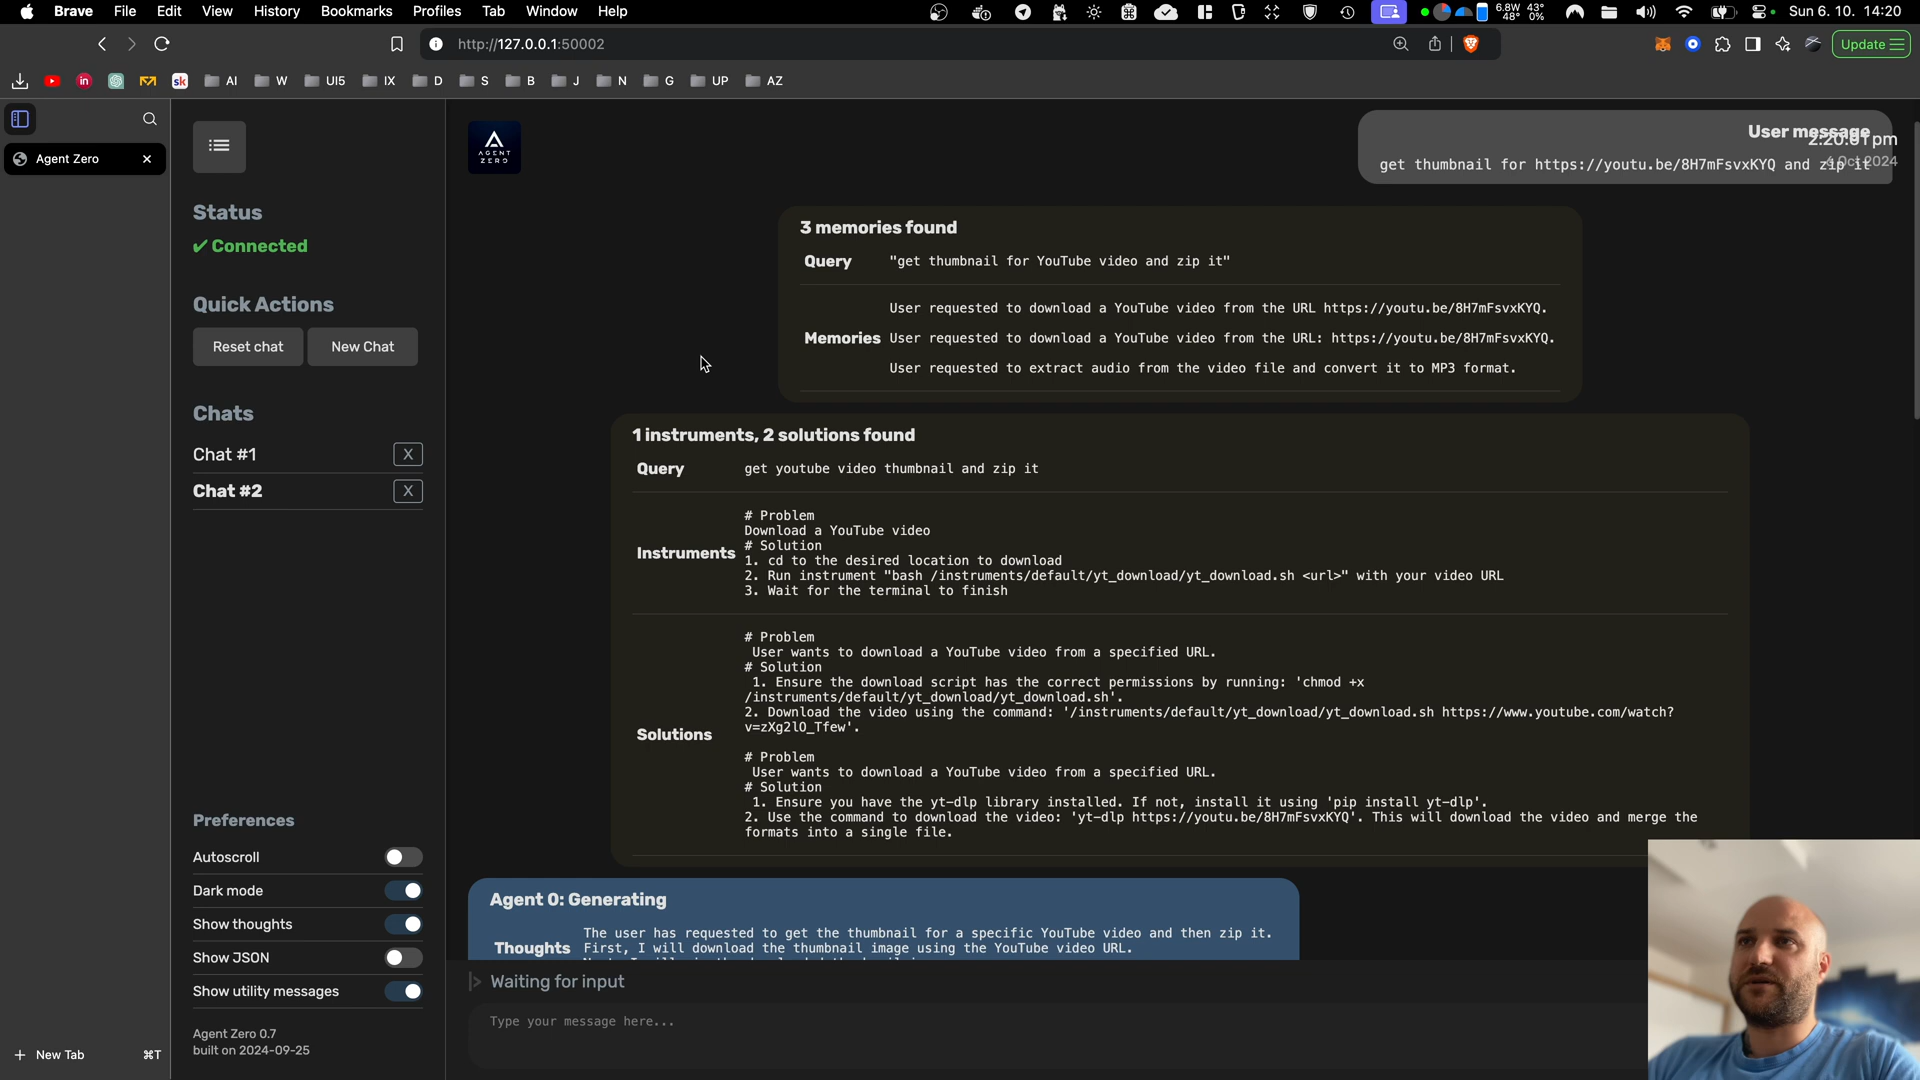 Brave File Edit View History Bookmarks Profiles Tab Window Help
6.8W 43°
48° 0%
Sun 6. 10. 14:20
http://127.0.0.1:50002
Update
in sk AI W UI5 IX D S B J N G UP AZ
Agent Zero
Status
✔ Connected
Quick Actions
Reset chat New Chat
Chats
Chat #1 X
Chat #2 X
Preferences
Autoscroll
Dark mode
Show thoughts
Show JSON
Show utility messages
Agent Zero 0.7
built on 2024-09-25
New Tab ⌘T
AGENT
ZERO
User message
2:20:01 pm
get thumbnail for https://youtu.be/8H7mFsvxKYQ and zip it
6 Oct 2024
3 memories found
Query "get thumbnail for YouTube video and zip it"
User requested to download a YouTube video from the URL https://youtu.be/8H7mFsvxKYQ.
Memories User requested to download a YouTube video from the URL: https://youtu.be/8H7mFsvxKYQ.
User requested to extract audio from the video file and convert it to MP3 format.
1 instruments, 2 solutions found
Query get youtube video thumbnail and zip it
Instruments
# Problem
Download a YouTube video
# Solution
1. cd to the desired location to download
2. Run instrument "bash /instruments/default/yt_download/yt_download.sh <url>" with your video URL
3. Wait for the terminal to finish
Solutions
# Problem
User wants to download a YouTube video from a specified URL.
# Solution
1. Ensure the download script has the correct permissions by running: 'chmod +x
/instruments/default/yt_download/yt_download.sh'.
2. Download the video using the command: '/instruments/default/yt_download/yt_download.sh https://www.youtube.com/watch?
v=zXg2lO_Tfew'.
# Problem
User wants to download a YouTube video from a specified URL.
# Solution
1. Ensure you have the yt-dlp library installed. If not, install it using 'pip install yt-dlp'.
2. Use the command to download the video: 'yt-dlp https://youtu.be/8H7mFsvxKYQ'. This will download the video and merge the
formats into a single file.
Agent 0: Generating
Thoughts
The user has requested to get the thumbnail for a specific YouTube video and then zip it.
First, I will download the thumbnail image using the YouTube video URL.
Waiting for input
Type your message here...